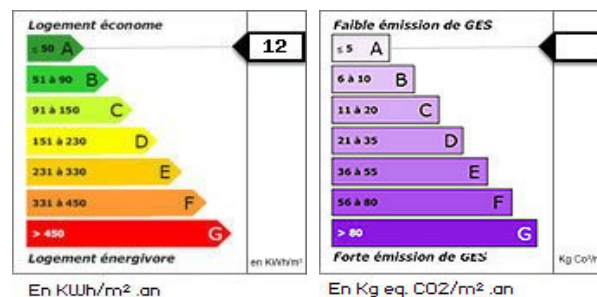 Logement économe
≤ 50 A
12
51 à 90 B
91 à 150 C
151 à 230 D
231 à 330 E
331 à 450 F
> 450 G
Logement énergivore
en KWh/m²
En KWh/m² .an
Faible émission de GES
≤ 5 A
6 à 10 B
11 à 20 C
21 à 35 D
36 à 55 E
56 à 80 F
> 80 G
Forte émission de GES
Kg Co²/
En Kg eq. CO2/m² .an